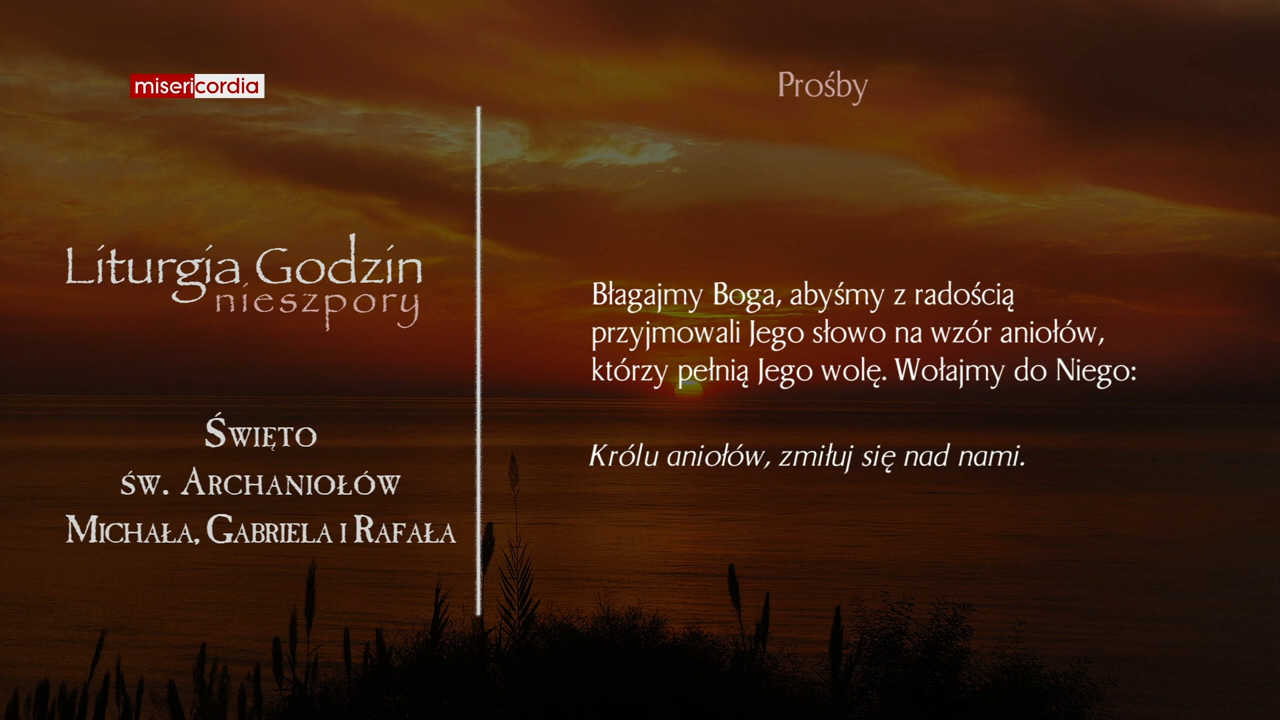 misericordia
Liturgia Godzin
nieszpory
Święto
św. Archaniołów
Michała, Gabriela i Rafała
Prośby
Błagajmy Boga, abyśmy z radością
przyjmowali Jego słowo na wzór aniołów,
którzy pełnią Jego wolę. Wołajmy do Niego:
Królu aniołów, zmiłuj się nad nami.